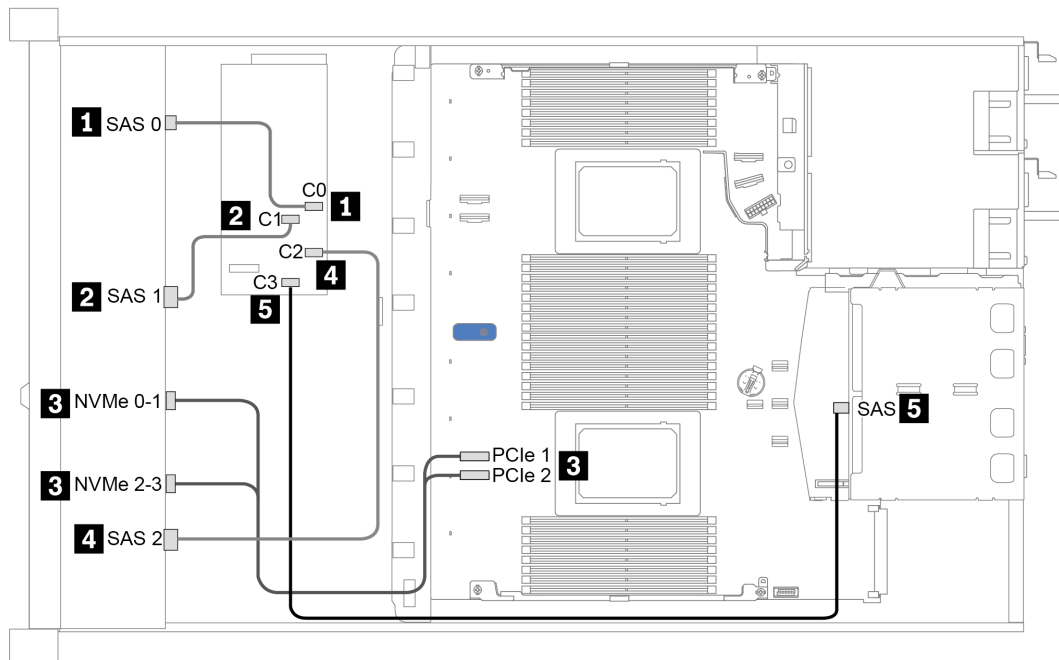 1 SAS 0
C0
1
2 C1
C2
4
2 SAS 1
C3
5
3 NVMe 0-1
SAS 5
PCIe 1
3
PCIe 2
3 NVMe 2-3
4 SAS 2